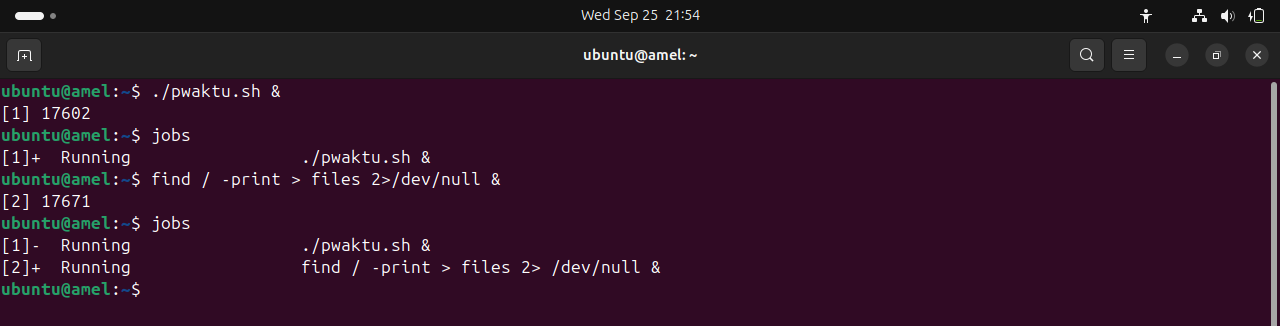 Wed Sep 25 21:54
ubuntu@amel: ~
ubuntu@amel:~$ ./pwaktu.sh &
[1] 17602
ubuntu@amel:~$ jobs
[1]+  Running                 ./pwaktu.sh &
ubuntu@amel:~$ find / -print > files 2>/dev/null &
[2] 17671
ubuntu@amel:~$ jobs
[1]-  Running                 ./pwaktu.sh &
[2]+  Running                 find / -print > files 2> /dev/null &
ubuntu@amel:~$